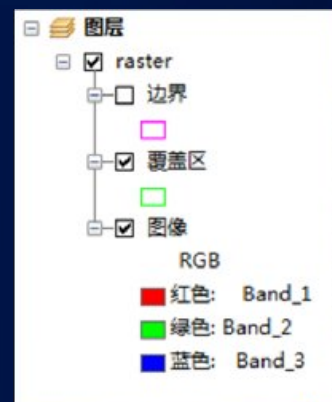 图层
raster
边界
覆盖区
图像
RGB
红色: Band_1
绿色: Band_2
蓝色: Band_3